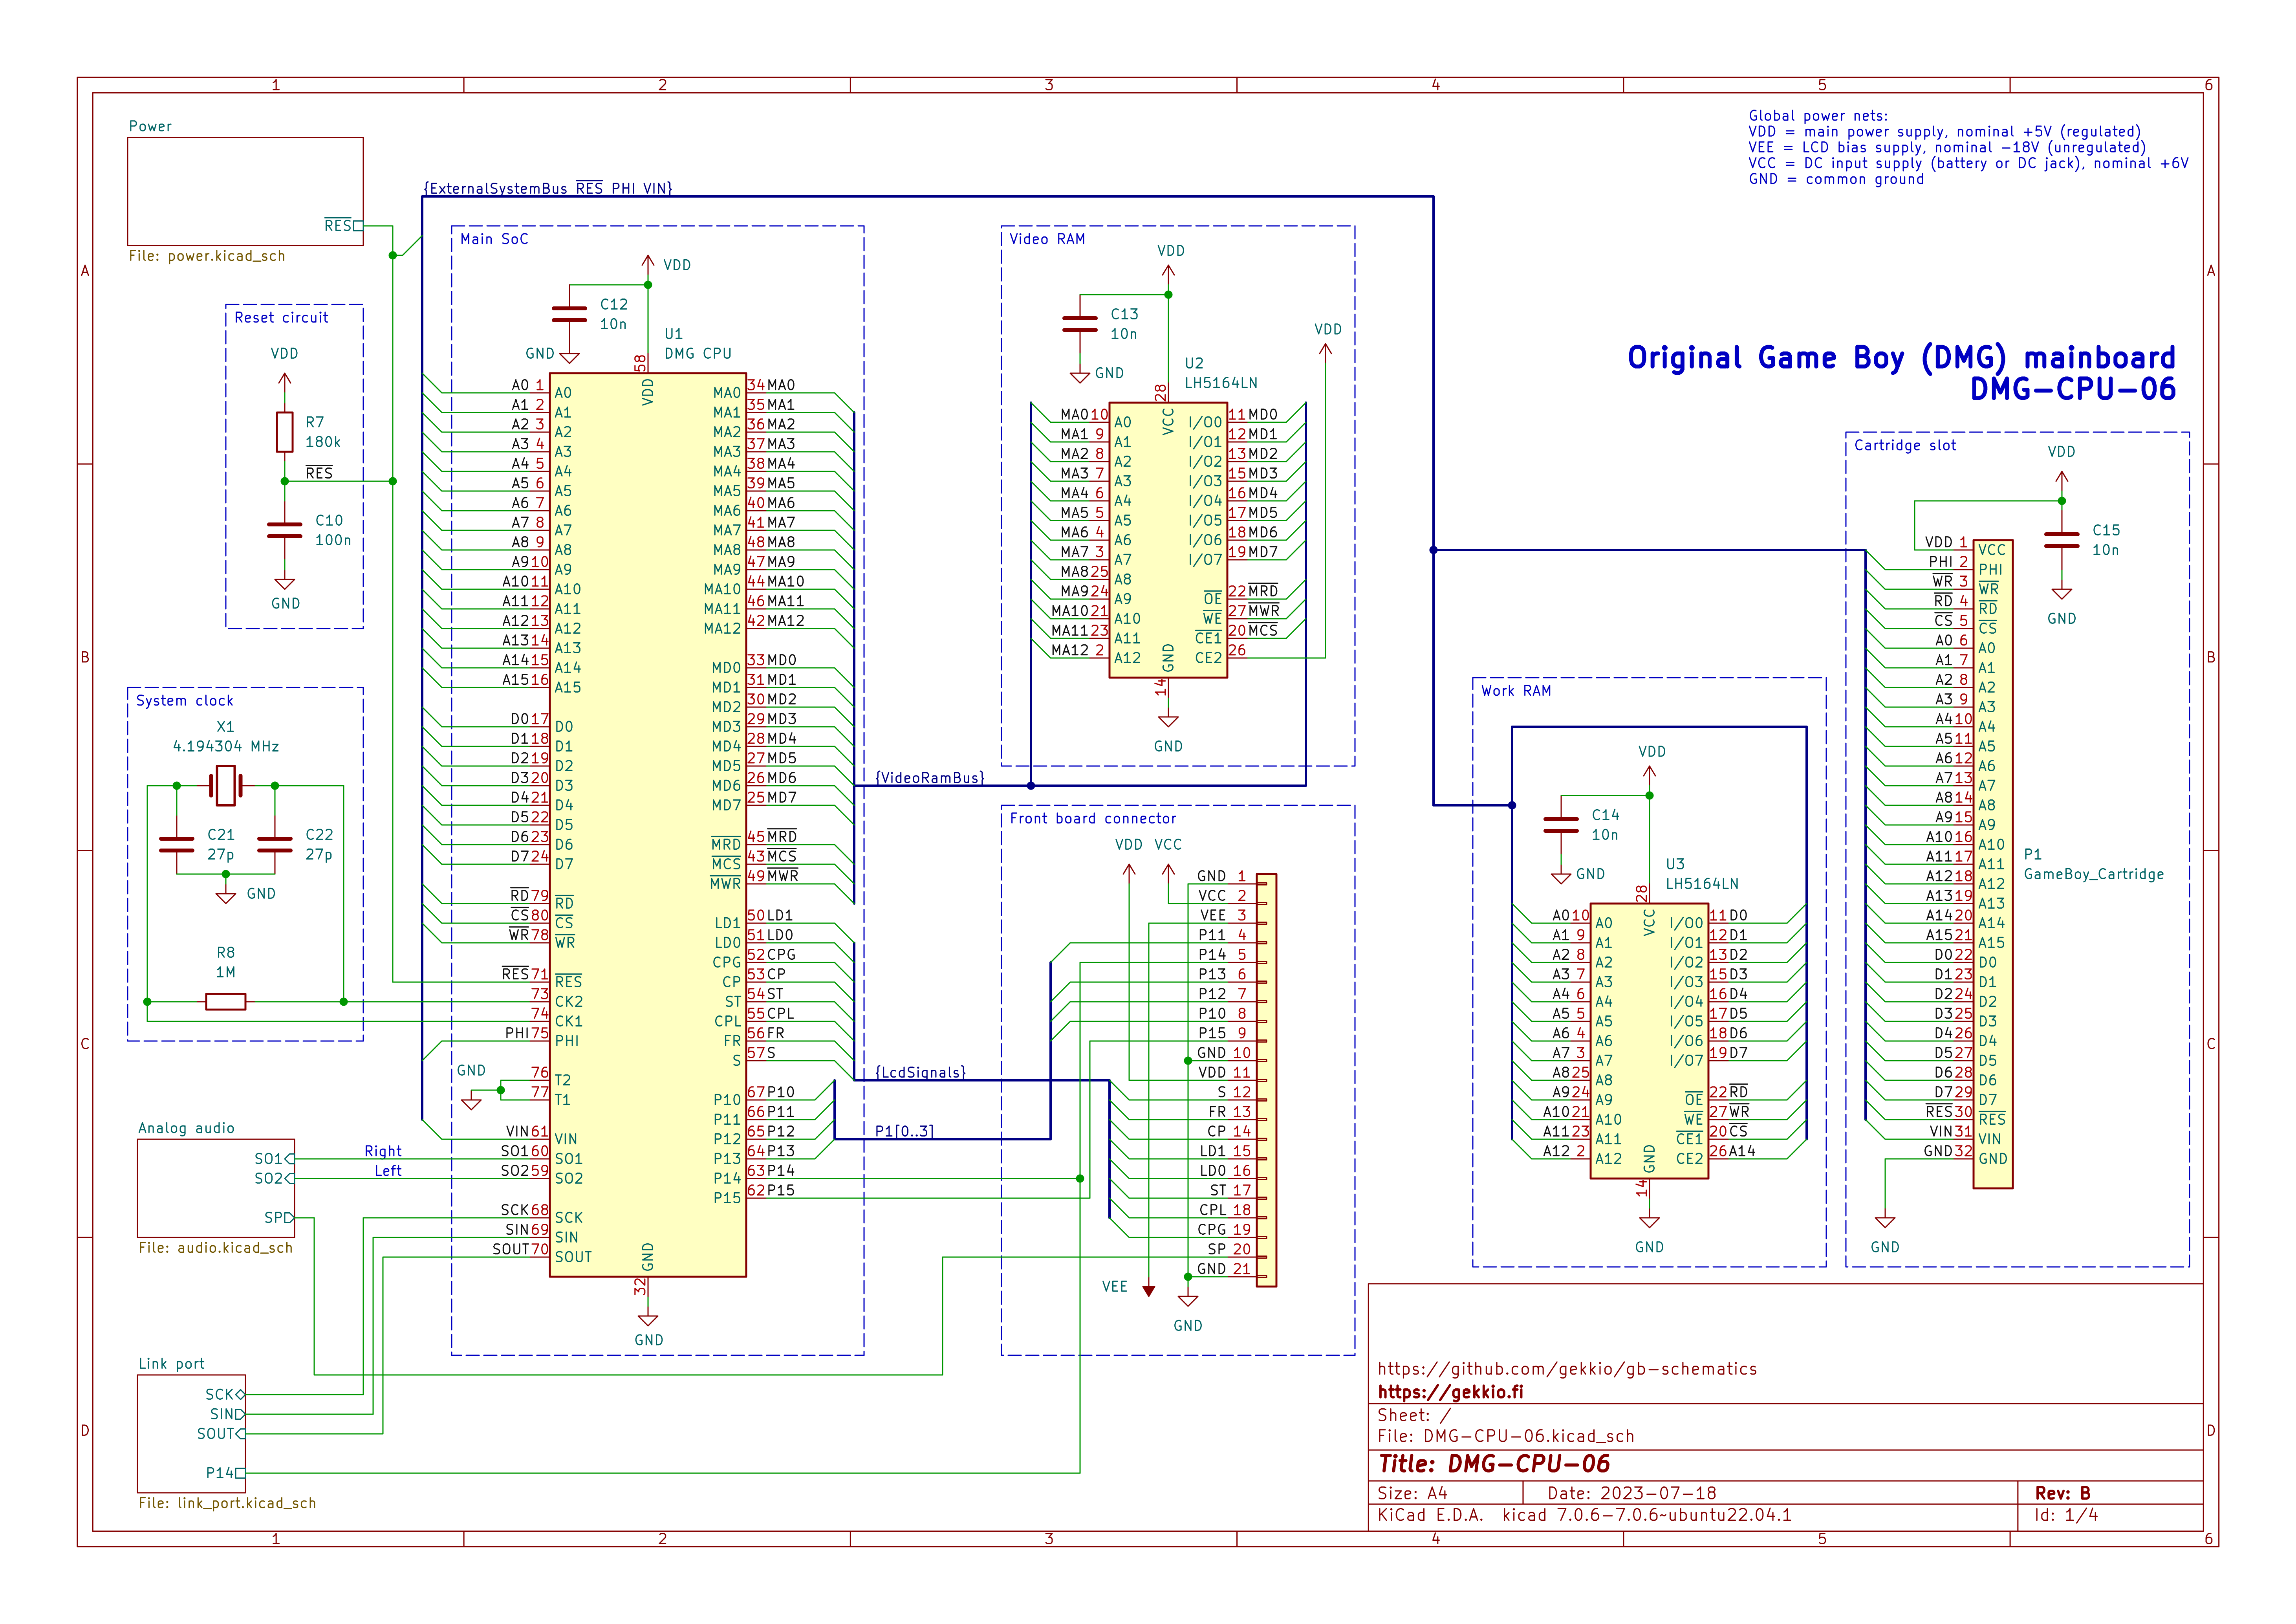 1 2 3 4 5 6
A
B
C
D
Power
RES
File: power.kicad_sch
{ExternalSystemBus RES PHI VIN}
Global power nets:
VDD = main power supply, nominal +5V (regulated)
VEE = LCD bias supply, nominal -18V (unregulated)
VCC = DC input supply (battery or DC jack), nominal +6V
GND = common ground
Original Game Boy (DMG) mainboard
DMG-CPU-06
Reset circuit
VDD
R7
180k
RES
C10
100n
GND
System clock
X1
4.194304 MHz
C21
27p
C22
27p
GND
R8
1M
Analog audio
SO1
SO2
SP
File: audio.kicad_sch
Right
Left
Link port
SCK
SIN
SOUT
P14
File: link_port.kicad_sch
Main SoC
VDD
C12
10n
GND
U1
DMG CPU
58
VDD
A0 1 A0
A1 2 A1
A2 3 A2
A3 4 A3
A4 5 A4
A5 6 A5
A6 7 A6
A7 8 A7
A8 9 A8
A9 10 A9
A10 11 A10
A11 12 A11
A12 13 A12
A13 14 A13
A14 15 A14
A15 16 A15
D0 17 D0
D1 18 D1
D2 19 D2
D3 20 D3
D4 21 D4
D5 22 D5
D6 23 D6
D7 24 D7
RD 79 RD
CS 80 CS
WR 78 WR
RES 71 RES
73 CK2
74 CK1
PHI 75 PHI
GND
76 T2
77 T1
VIN 61 VIN
SO1 60 SO1
SO2 59 SO2
SCK 68 SCK
SIN 69 SIN
SOUT 70 SOUT
MA0 34 MA0
MA1 35 MA1
MA2 36 MA2
MA3 37 MA3
MA4 38 MA4
MA5 39 MA5
MA6 40 MA6
MA7 41 MA7
MA8 48 MA8
MA9 47 MA9
MA10 44 MA10
MA11 46 MA11
MA12 42 MA12
MD0 33 MD0
MD1 31 MD1
MD2 30 MD2
MD3 29 MD3
MD4 28 MD4
MD5 27 MD5
MD6 26 MD6
MD7 25 MD7
MRD 45 MRD
MCS 43 MCS
MWR 49 MWR
LD1 50 LD1
LD0 51 LD0
CPG 52 CPG
CP 53 CP
ST 54 ST
CPL 55 CPL
FR 56 FR
S 57 S
P10 67 P10
P11 66 P11
P12 65 P12
P13 64 P13
P14 63 P14
P15 62 P15
GND
32
GND
{VideoRamBus}
{LcdSignals}
P1[0..3]
Video RAM
VDD
C13
10n
GND
VDD
U2
LH5164LN
28
VCC
MA0 10 A0
MA1 9 A1
MA2 8 A2
MA3 7 A3
MA4 6 A4
MA5 5 A5
MA6 4 A6
MA7 3 A7
MA8 25 A8
MA9 24 A9
MA10 21 A10
MA11 23 A11
MA12 2 A12
I/O0 11 MD0
I/O1 12 MD1
I/O2 13 MD2
I/O3 15 MD3
I/O4 16 MD4
I/O5 17 MD5
I/O6 18 MD6
I/O7 19 MD7
OE 22 MRD
WE 27 MWR
CE1 20 MCS
CE2 26
GND
14
GND
Front board connector
VDD VCC
GND 1
VCC 2
VEE 3
P11 4
P14 5
P13 6
P12 7
P10 8
P15 9
GND 10
VDD 11
S 12
FR 13
CP 14
LD1 15
LD0 16
ST 17
CPL 18
CPG 19
SP 20
GND 21
VEE
GND
Work RAM
VDD
C14
10n
GND
U3
LH5164LN
28
VCC
A0 10 A0
A1 9 A1
A2 8 A2
A3 7 A3
A4 6 A4
A5 5 A5
A6 4 A6
A7 3 A7
A8 25 A8
A9 24 A9
A10 21 A10
A11 23 A11
A12 2 A12
I/O0 11 D0
I/O1 12 D1
I/O2 13 D2
I/O3 15 D3
I/O4 16 D4
I/O5 17 D5
I/O6 18 D6
I/O7 19 D7
OE 22 RD
WE 27 WR
CE1 20 CS
CE2 26 A14
GND
14
GND
Cartridge slot
VDD
C15
10n
GND
VDD 1 VCC
PHI 2 PHI
WR 3 WR
RD 4 RD
CS 5 CS
A0 6 A0
A1 7 A1
A2 8 A2
A3 9 A3
A4 10 A4
A5 11 A5
A6 12 A6
A7 13 A7
A8 14 A8
A9 15 A9
A10 16 A10
A11 17 A11
A12 18 A12
A13 19 A13
A14 20 A14
A15 21 A15
D0 22 D0
D1 23 D1
D2 24 D2
D3 25 D3
D4 26 D4
D5 27 D5
D6 28 D6
D7 29 D7
RES 30 RES
VIN 31 VIN
GND 32 GND
P1
GameBoy_Cartridge
GND
https://github.com/gekkio/gb-schematics
https://gekkio.fi
Sheet: /
File: DMG-CPU-06.kicad_sch
Title: DMG-CPU-06
Size: A4 Date: 2023-07-18 Rev: B
KiCad E.D.A. kicad 7.0.6-7.0.6~ubuntu22.04.1 Id: 1/4
A
B
C
D
1 2 3 4 5 6